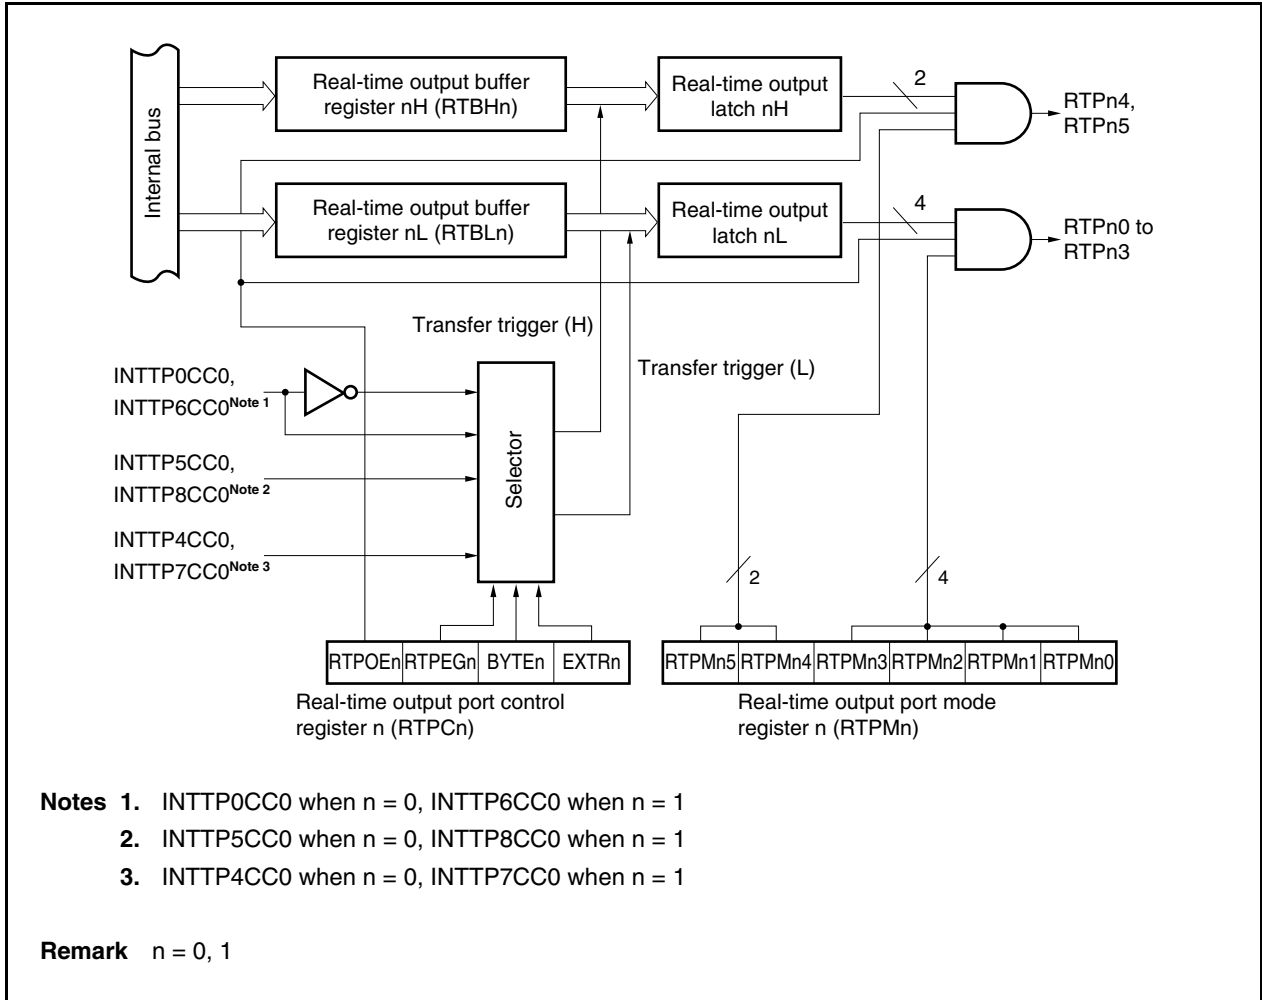 Internal bus
Real-time output buffer
register nH (RTBHn)
Real-time output
latch nH
2
RTPn4,
RTPn5
Real-time output buffer
register nL (RTBLn)
Real-time output
latch nL
4
RTPn0 to
RTPn3
Transfer trigger (H)
Transfer trigger (L)
INTTP0CC0,
INTTP6CC0Note 1
INTTP5CC0,
INTTP8CC0Note 2
INTTP4CC0,
INTTP7CC0Note 3
Selector
2
4
RTPOEn RTPEGn BYTEn EXTRn
RTPMn5 RTPMn4 RTPMn3 RTPMn2 RTPMn1 RTPMn0
Real-time output port control
register n (RTPCn)
Real-time output port mode
register n (RTPMn)
Notes 1. INTTP0CC0 when n = 0, INTTP6CC0 when n = 1
2. INTTP5CC0 when n = 0, INTTP8CC0 when n = 1
3. INTTP4CC0 when n = 0, INTTP7CC0 when n = 1
Remark n = 0, 1